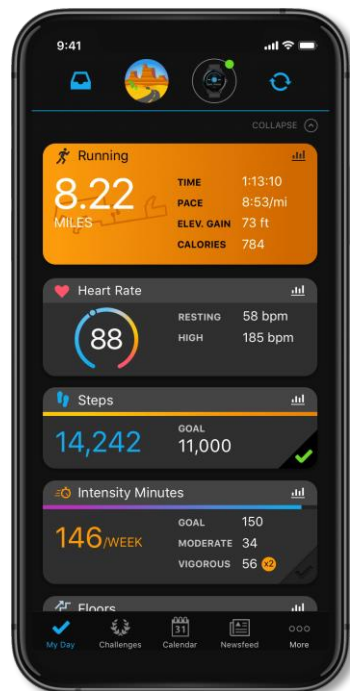 9:41
COLLAPSE
Running
8.22
MILES
TIME 1:13:10
PACE 8:53/mi
ELEV. GAIN 73 ft
CALORIES 784
Heart Rate
88
RESTING 58 bpm
HIGH 185 bpm
Steps
14,242
GOAL
11,000
Intensity Minutes
146/WEEK
GOAL 150
MODERATE 34
VIGOROUS 56 x2
Floors
31
My Day Challenges Calendar Newsfeed More